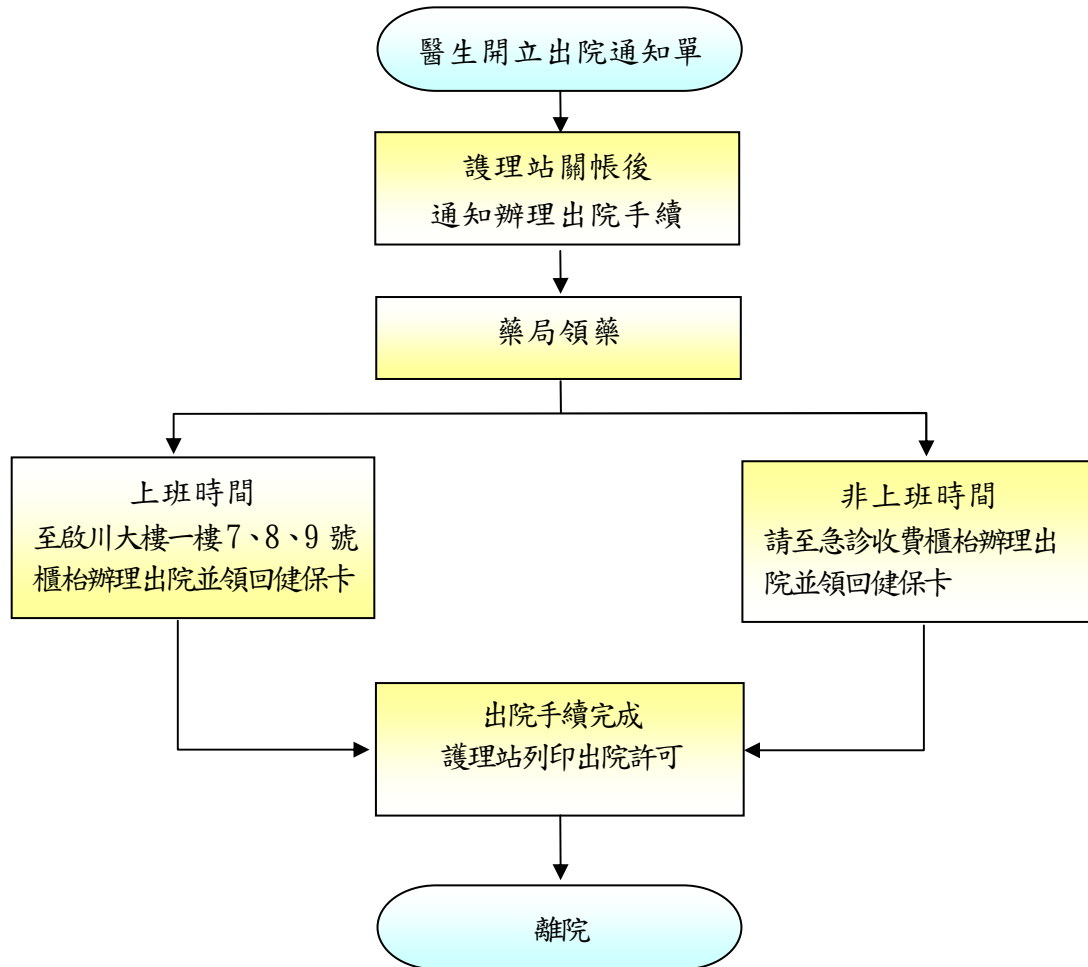 醫生開立出院通知單
護理站關帳後
通知辦理出院手續
藥局領藥
上班時間
至啟川大樓一樓7、8、9 號
櫃枱辦理出院並領回健保卡
非上班時間
請至急診收費櫃枱辦理出
院並領回健保卡
出院手續完成
護理站列印出院許可
離院